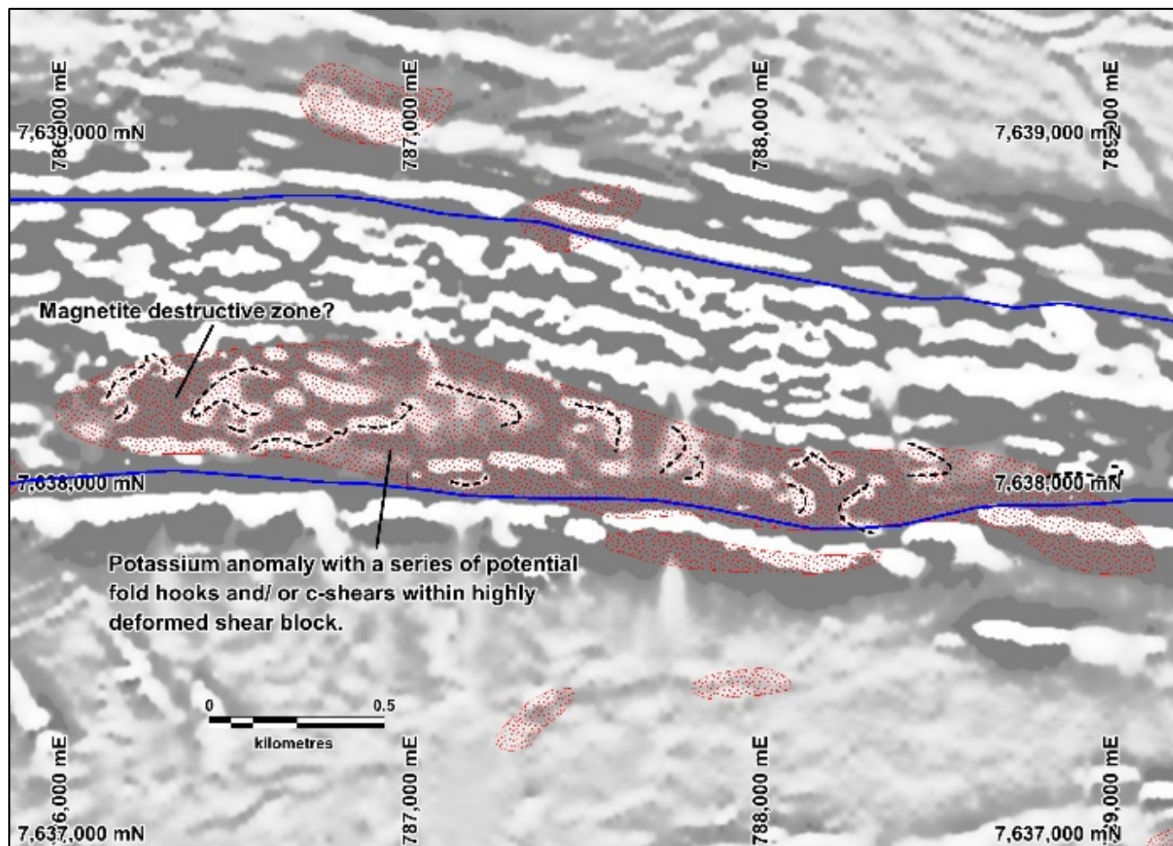 786,000 mE
787,000 mE
788,000 mE
789,000 mE
7,639,000 mN
7,639,000 mN
Magnetite destructive zone?
7,638,000 mN
7,638,000 mN
Potassium anomaly with a series of potential
fold hooks and/ or c-shears within highly
deformed shear block.
0
0.5
kilometres
786,000 mE
787,000 mE
788,000 mE
789,000 mE
7,637,000 mN
7,637,000 mN